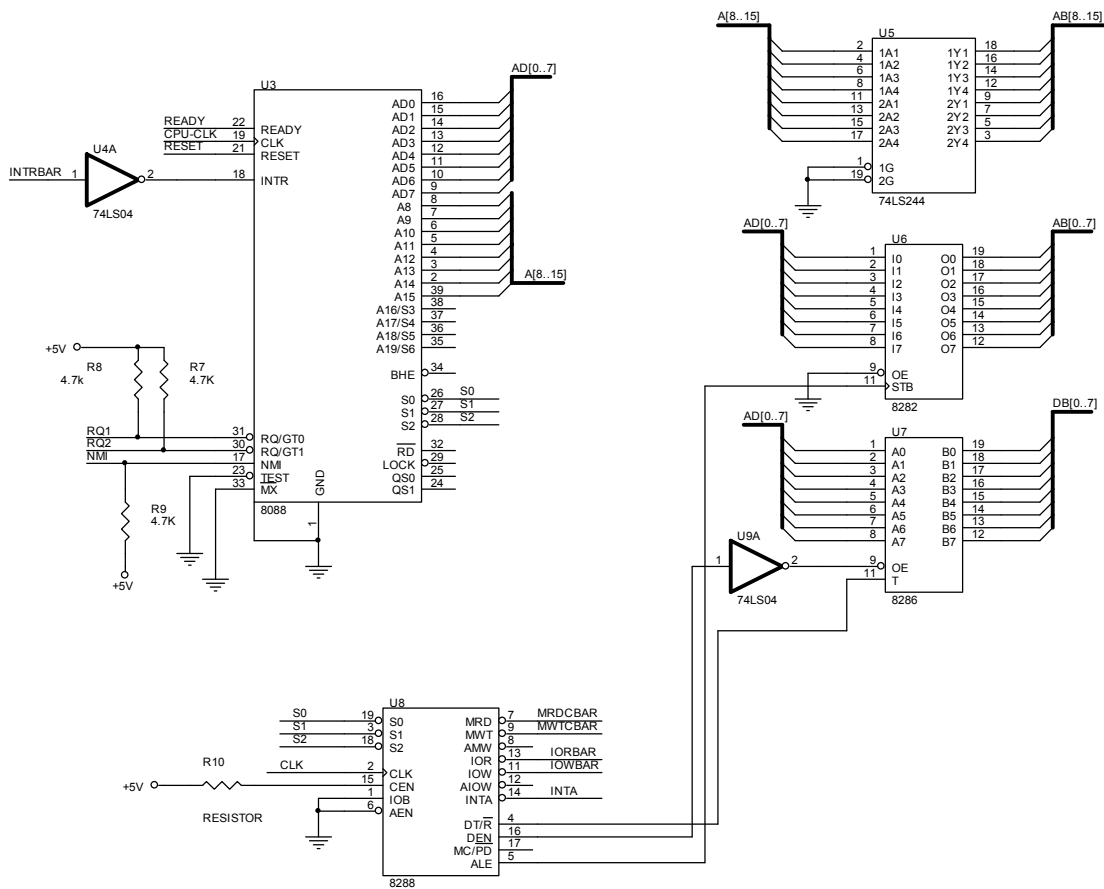 A[8..15]
AB[8..15]
U5
2 1A1 1Y1 18
4 1A2 1Y2 16
6 1A3 1Y3 14
8 1A4 1Y4 12
11 2A1 2Y1 9
13 2A2 2Y2 7
15 2A3 2Y3 5
17 2A4 2Y4 3
1 1G
19 2G
74LS244
AD[0..7]
U3
READY 22 READY
CPU-CLK 19 CLK
RESET 21 RESET
U4A
INTRBAR 1 2 18 INTR
74LS04
AD0 16
AD1 15
AD2 14
AD3 13
AD4 12
AD5 11
AD6 10
AD7 9
A8 8
A9 7
A10 6
A11 5
A12 4
A13 3
A14 2
A15 39
A[8..15]
A16/S3 38
A17/S4 37
A18/S5 36
A19/S6 35
BHE 34
S0 26 S0
S1 27 S1
S2 28 S2
RD 32
LOCK 29
QS0 25
QS1 24
+5V
R8
4.7k
R7
4.7K
RQ1 31 RQ/GT0
RQ2 30 RQ/GT1
NMI 17 NMI
23 TEST
33 MX
GND
1
8088
R9
4.7K
+5V
AD[0..7]
AB[0..7]
U6
1 I0 O0 19
2 I1 O1 18
3 I2 O2 17
4 I3 O3 16
5 I4 O4 15
6 I5 O5 14
7 I6 O6 13
8 I7 O7 12
9 OE
11 STB
8282
AD[0..7]
DB[0..7]
U7
1 A0 B0 19
2 A1 B1 18
3 A2 B2 17
4 A3 B3 16
5 A4 B4 15
6 A5 B5 14
7 A6 B6 13
8 A7 B7 12
U9A
1 2 9 OE
11 T
74LS04
8286
U8
S0 19 S0
S1 3 S1
S2 18 S2
CLK 2 CLK
15 CEN
1 IOB
6 AEN
R10
+5V
RESISTOR
MRD 7 MRDCBAR
MWT 9 MWTCBAR
AMW 8
IOR 13 IORBAR
IOW 11 IOWBAR
AIOW 12
INTA 14 INTA
DT/R 4
DEN 16
MC/PD 17
ALE 5
8288